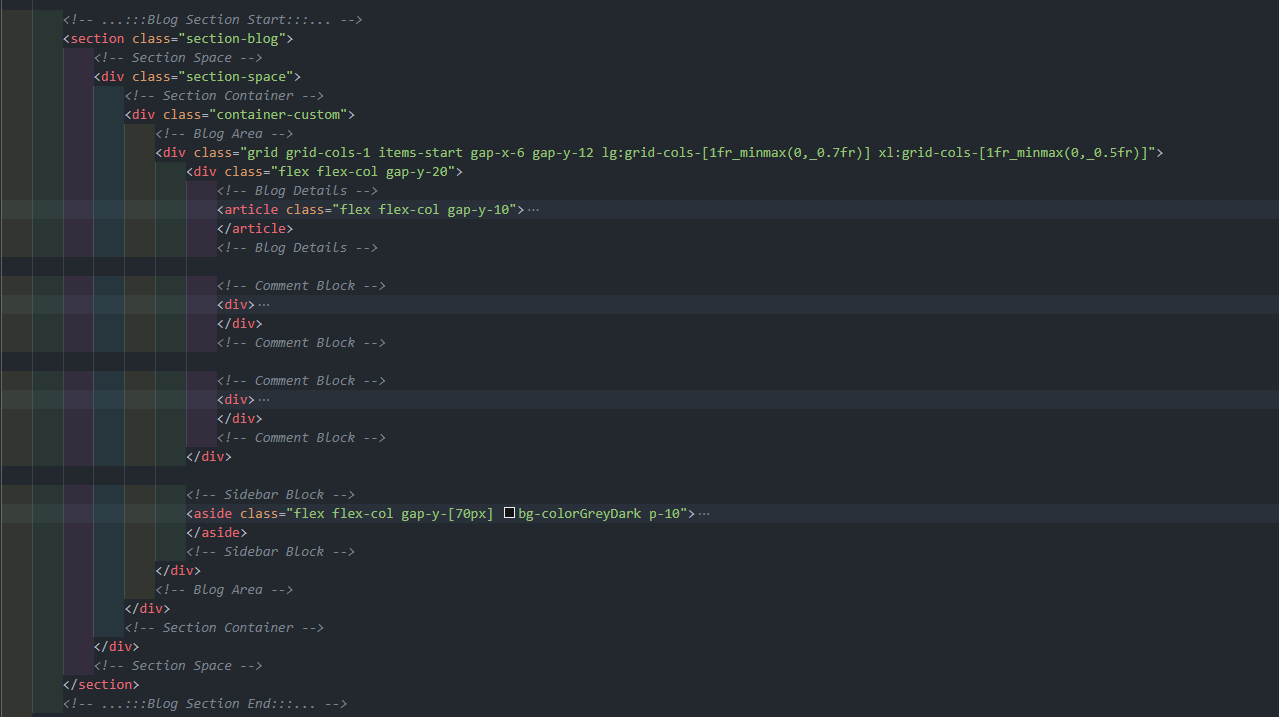 <!-- ...:::Blog Section Start:::... -->
<section class="section-blog">
<!-- Section Space -->
<div class="section-space">
<!-- Section Container -->
<div class="container-custom">
<!-- Blog Area -->
<div class="grid grid-cols-1 items-start gap-x-6 gap-y-12 lg:grid-cols-[1fr_minmax(0,_0.7fr)] xl:grid-cols-[1fr_minmax(0,_0.5fr)]">
<div class="flex flex-col gap-y-20">
<!-- Blog Details -->
<article class="flex flex-col gap-y-10">···
</article>
<!-- Blog Details -->
<!-- Comment Block -->
<div>···
</div>
<!-- Comment Block -->
<!-- Comment Block -->
<div>···
</div>
<!-- Comment Block -->
</div>
<!-- Sidebar Block -->
<aside class="flex flex-col gap-y-[70px] bg-colorGreyDark p-10">···
</aside>
<!-- Sidebar Block -->
</div>
<!-- Blog Area -->
</div>
<!-- Section Container -->
</div>
<!-- Section Space -->
</section>
<!-- ...:::Blog Section End:::... -->